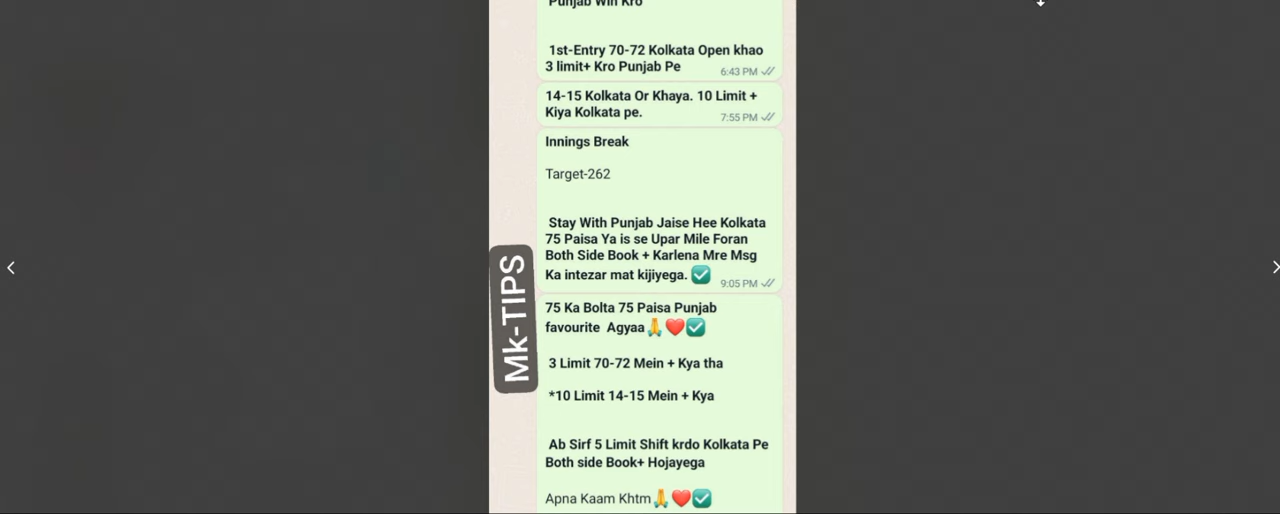 Punjab Win Kro
1st-Entry 70-72 Kolkata Open khao
3 limit+ Kro Punjab Pe
6:43 PM
14-15 Kolkata Or Khaya. 10 Limit +
Kiya Kolkata pe.
7:55 PM
Innings Break
Target-262
Stay With Punjab Jaise Hee Kolkata
75 Paisa Ya is se Upar Mile Foran
Both Side Book + Karlena Mre Msg
Ka intezar mat kijiyega. ✅
9:05 PM
Mk-TIPS
75 Ka Bolta 75 Paisa Punjab
favourite Agyaa🙏❤️✅
3 Limit 70-72 Mein + Kya tha
*10 Limit 14-15 Mein + Kya
Ab Sirf 5 Limit Shift krdo Kolkata Pe
Both side Book+ Hojayega
Apna Kaam Khtm🙏❤️✅